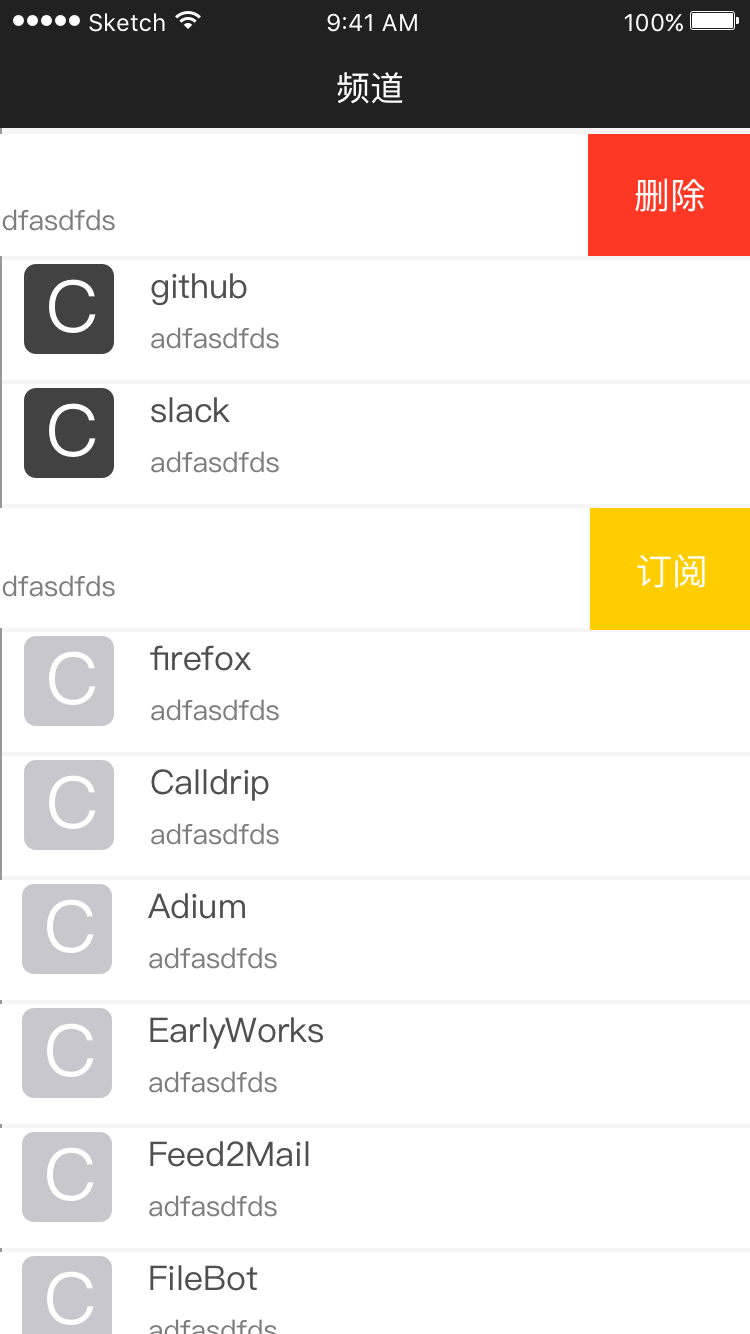 Sketch 9:41 AM 100%
频道
删除
dfasdfds
C github
adfasdfds
C slack
adfasdfds
订阅
dfasdfds
C firefox
adfasdfds
C Calldrip
adfasdfds
C Adium
adfasdfds
C EarlyWorks
adfasdfds
C Feed2Mail
adfasdfds
C FileBot
adfasdfds